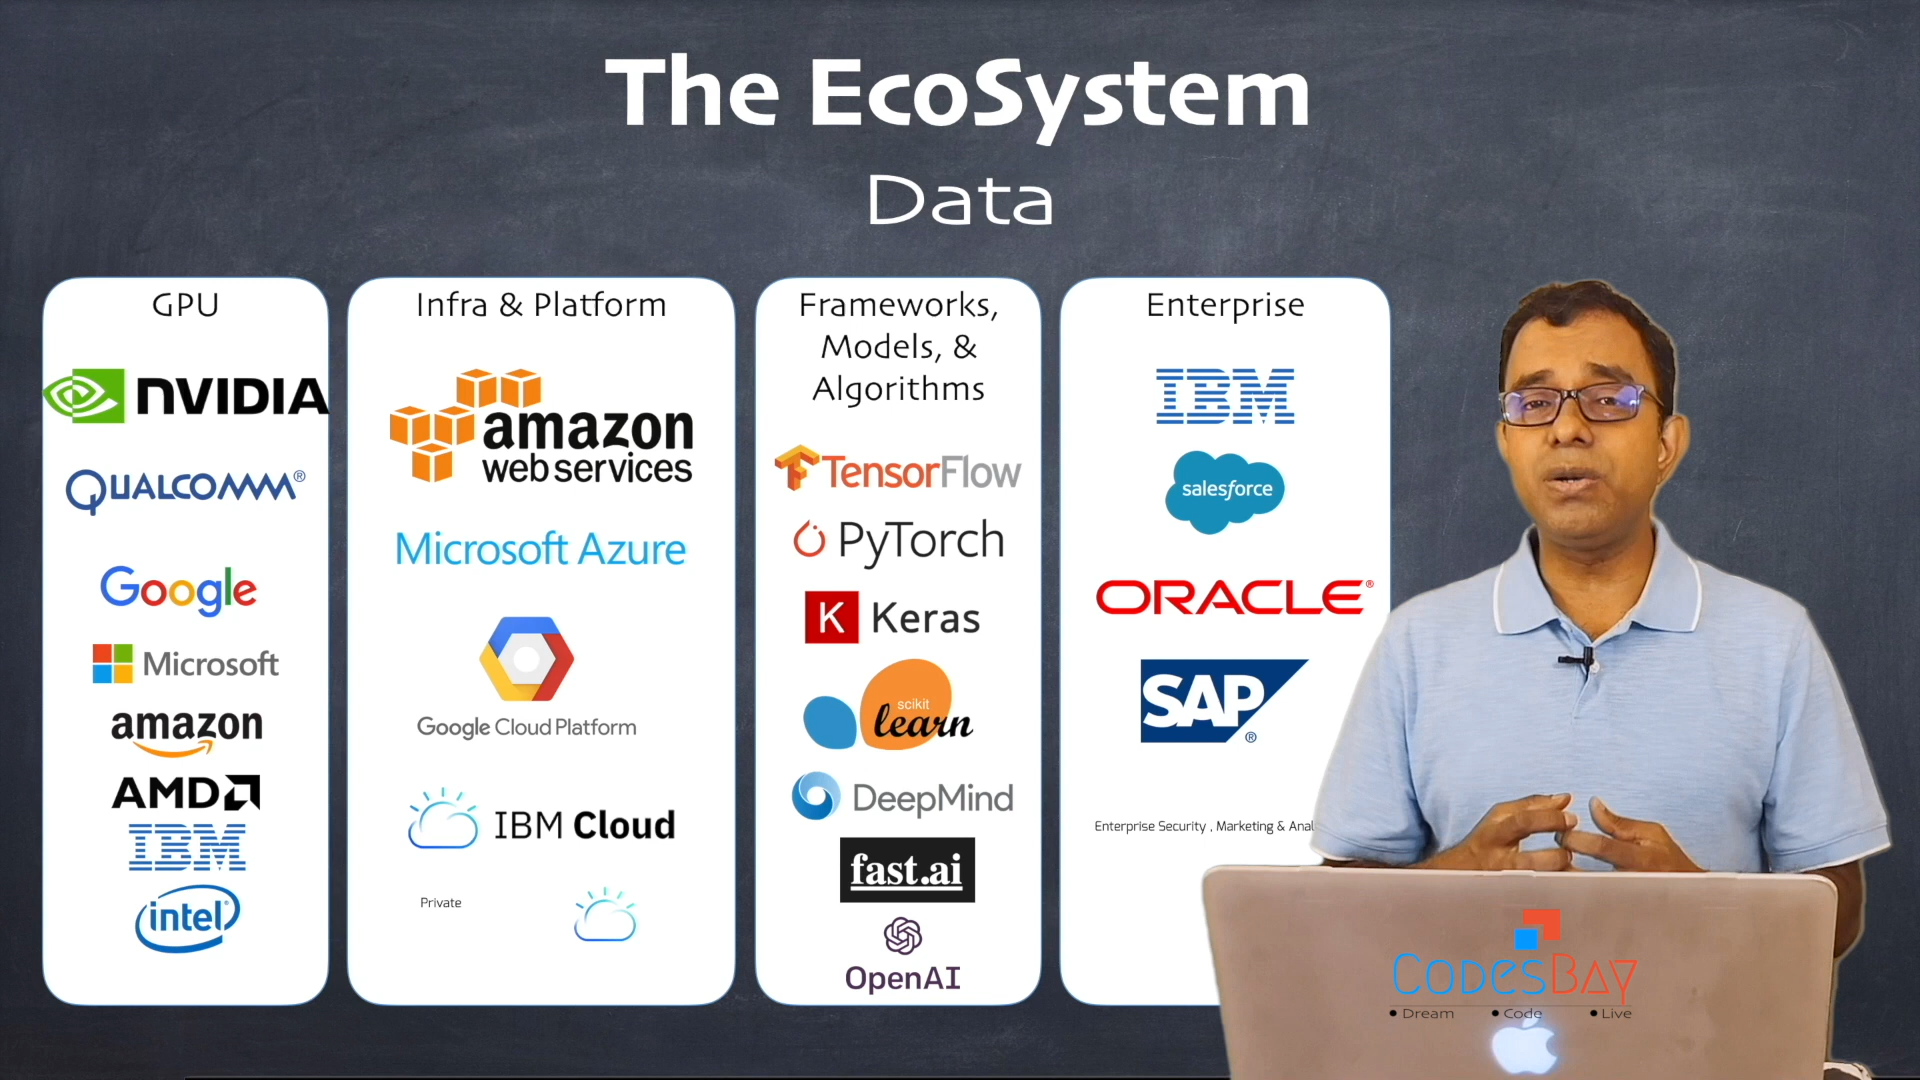 The EcoSystem
Data
GPU
NVIDIA
QUALCOMM®
Google
Microsoft
amazon
AMD
IBM
intel®
Infra & Platform
amazon
web services
Microsoft Azure
Google Cloud Platform
IBM Cloud
Private
Frameworks,
Models, &
Algorithms
TensorFlow
PyTorch
K Keras
scikit
learn
DeepMind
fast.ai
OpenAI
Enterprise
IBM
salesforce
ORACLE®
SAP®
Enterprise Security , Marketing & Anal
CODESBAY
• Dream • Code • Live